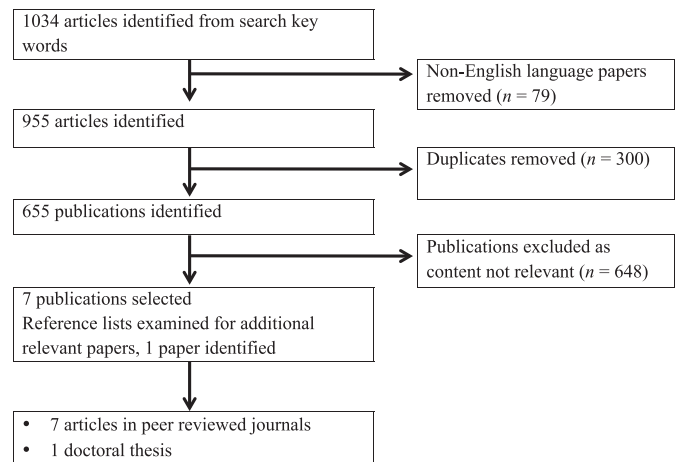 1034 articles identified from search key
words
Non-English language papers
removed (n = 79)
955 articles identified
Duplicates removed (n = 300)
655 publications identified
Publications excluded as
content not relevant (n = 648)
7 publications selected
Reference lists examined for additional
relevant papers, 1 paper identified
• 7 articles in peer reviewed journals
• 1 doctoral thesis